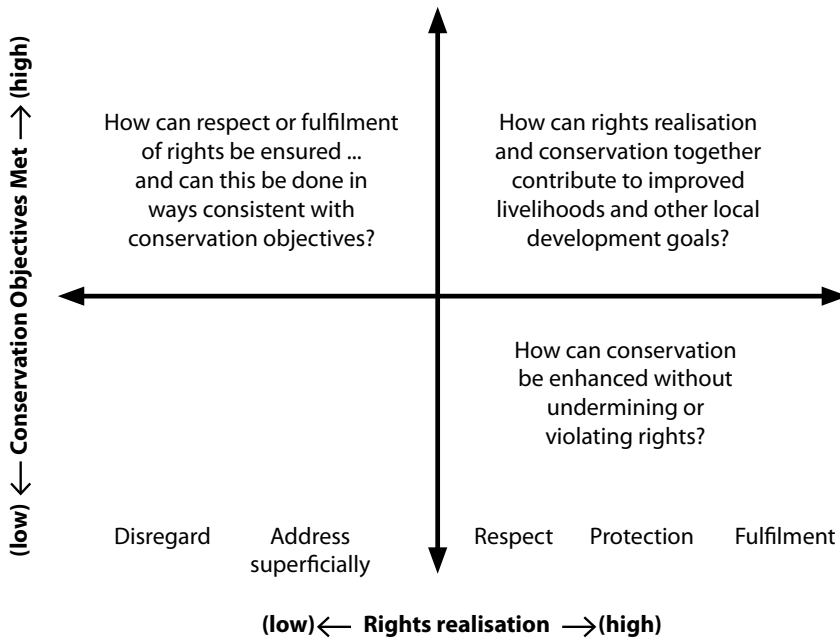 (low) ← Conservation Objectives Met → (high)
How can respect or fulfilment
of rights be ensured ...
and can this be done in
ways consistent with
conservation objectives?
How can rights realisation
and conservation together
contribute to improved
livelihoods and other local
development goals?
How can conservation
be enhanced without
undermining or
violating rights?
Disregard
Address
superficially
Respect
Protection
Fulfilment
(low) ← Rights realisation → (high)